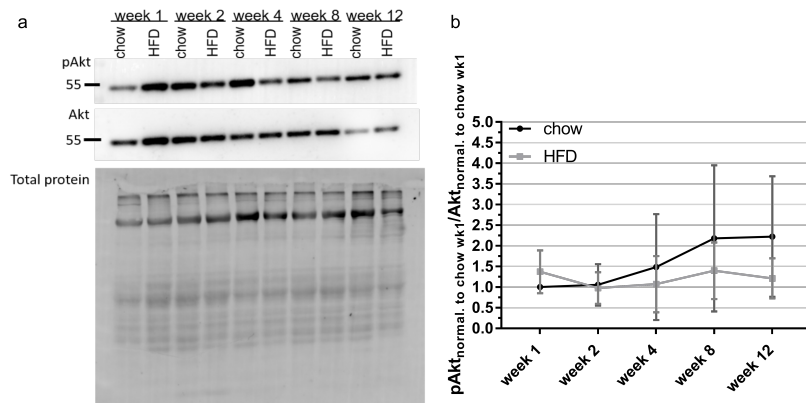 a
week 1 week 2 week 4 week 8 week 12
chow HFD chow HFD chow HFD chow HFD chow HFD
pAkt
55
Akt
55
Total protein
b
pAktnormal. to chow wk1/Aktnormal. to chow wk1
5.0
4.5
4.0
3.5
3.0
2.5
2.0
1.5
1.0
0.5
0.0
chow
HFD
week 1 week 2 week 4 week 8 week 12